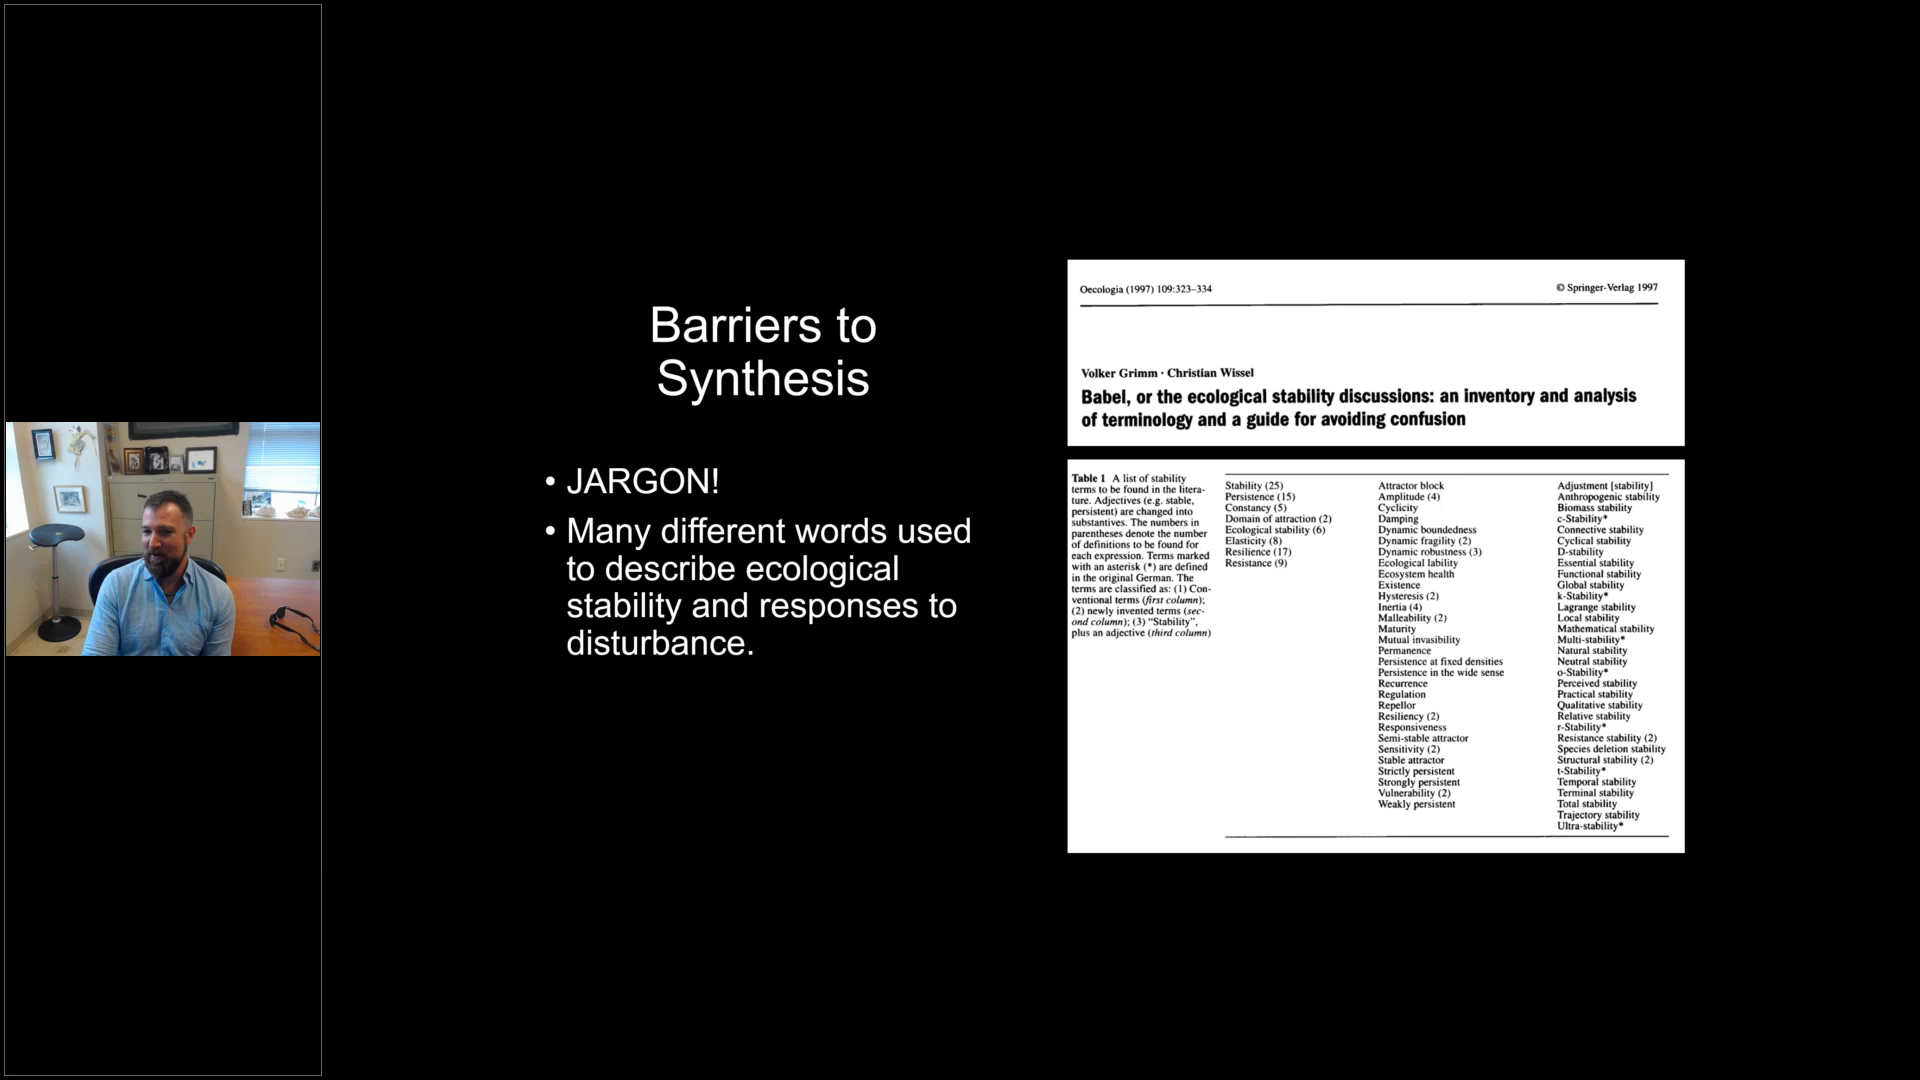 Barriers to
Synthesis
• JARGON!
• Many different words used
to describe ecological
stability and responses to
disturbance.
Oecologia (1997) 109:323–334
© Springer-Verlag 1997
Volker Grimm · Christian Wissel
Babel, or the ecological stability discussions: an inventory and analysis
of terminology and a guide for avoiding confusion
Table 1 A list of stability
terms to be found in the litera-
ture. Adjectives (e.g. stable,
persistent) are changed into
substantives. The numbers in
parentheses denote the number
of definitions to be found for
each expression. Terms marked
with an asterisk (*) are defined
in the original German. The
terms are classified as: (1) Con-
ventional terms (first column);
(2) newly invented terms (sec-
ond column); (3) “Stability”,
plus an adjective (third column)
Stability (25)
Persistence (15)
Constancy (5)
Domain of attraction (2)
Ecological stability (6)
Elasticity (8)
Resilience (17)
Resistance (9)
Attractor block
Amplitude (4)
Cyclicity
Damping
Dynamic boundedness
Dynamic fragility (2)
Dynamic robustness (3)
Ecological lability
Ecosystem health
Existence
Hysteresis (2)
Inertia (4)
Malleability (2)
Maturity
Mutual invasibility
Permanence
Persistence at fixed densities
Persistence in the wide sense
Recurrence
Regulation
Repellor
Resiliency (2)
Responsiveness
Semi-stable attractor
Sensitivity (2)
Stable attractor
Strictly persistent
Strongly persistent
Vulnerability (2)
Weakly persistent
Adjustment [stability]
Anthropogenic stability
Biomass stability
c-Stability*
Connective stability
Cyclical stability
D-stability
Essential stability
Functional stability
Global stability
k-Stability*
Lagrange stability
Local stability
Mathematical stability
Multi-stability*
Natural stability
Neutral stability
o-Stability*
Perceived stability
Practical stability
Qualitative stability
Relative stability
r-Stability*
Resistance stability (2)
Species deletion stability
Structural stability (2)
t-Stability*
Temporal stability
Terminal stability
Total stability
Trajectory stability
Ultra-stability*